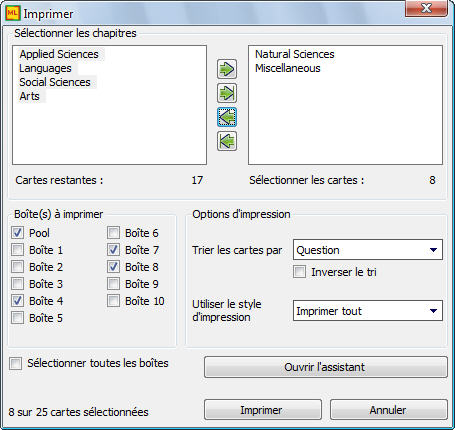 ML Imprimer
Sélectionner les chapitres
Applied Sciences
Languages
Social Sciences
Arts
Natural Sciences
Miscellaneous
Cartes restantes : 17
Sélectionner les cartes : 8
Boîte(s) à imprimer
Pool
Boîte 1
Boîte 2
Boîte 3
Boîte 4
Boîte 5
Boîte 6
Boîte 7
Boîte 8
Boîte 9
Boîte 10
Options d'impression
Trier les cartes par Question
Inverser le tri
Utiliser le style
d'impression
Imprimer tout
Sélectionner toutes les boîtes
Ouvrir l'assistant
8 sur 25 cartes sélectionnées
Imprimer
Annuler